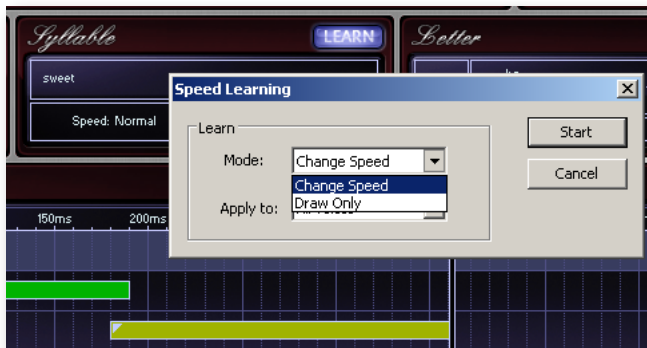 Syllable
LEARN
Letter
sweet
Speed: Normal
Speed Learning
Learn
Mode:
Change Speed
Change Speed
Draw Only
Apply to:
Start
Cancel
150ms
200ms